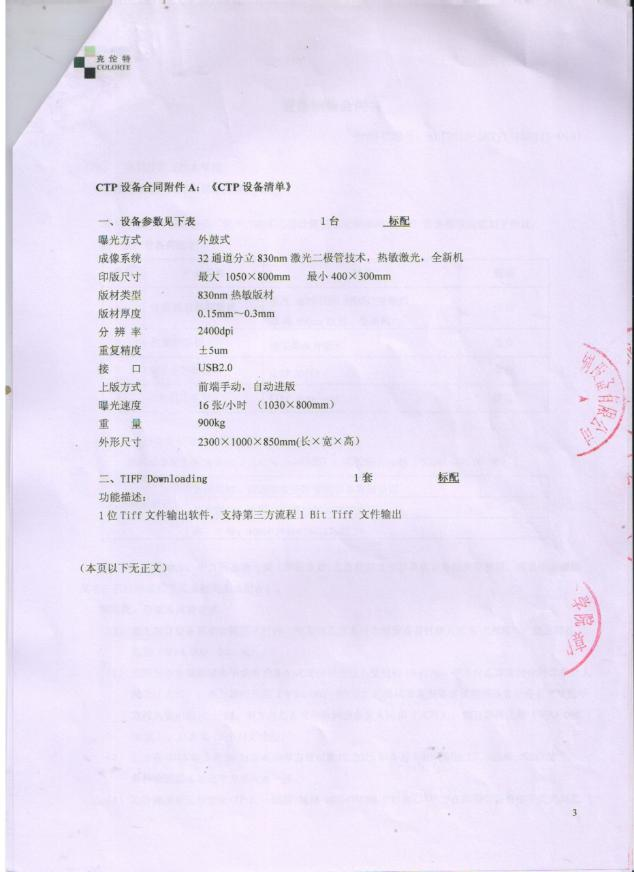 克伦特
COLORTE
CTP 设备合同附件 A: 《CTP 设备清单》
一、设备参数见下表 1 台 标配
曝光方式 外鼓式
成像系统 32 通道分立 830nm 激光二极管技术，热敏激光，全新机
印版尺寸 最大 1050×800mm 最小 400×300mm
版材类型 830nm 热敏版材
版材厚度 0.15mm～0.3mm
分 辨 率 2400dpi
重复精度 ±5um
接 口 USB2.0
上版方式 前端手动，自动进版
曝光速度 16 张/小时 （1030×800mm）
重 量 900kg
外形尺寸 2300×1000×850mm(长×宽×高）
二、TIFF Downloading 1 套 标配
功能描述:
1 位 Tiff 文件输出软件，支持第三方流程 1 Bit Tiff 文件输出
（本页以下无正文）
有限公司
学院
3